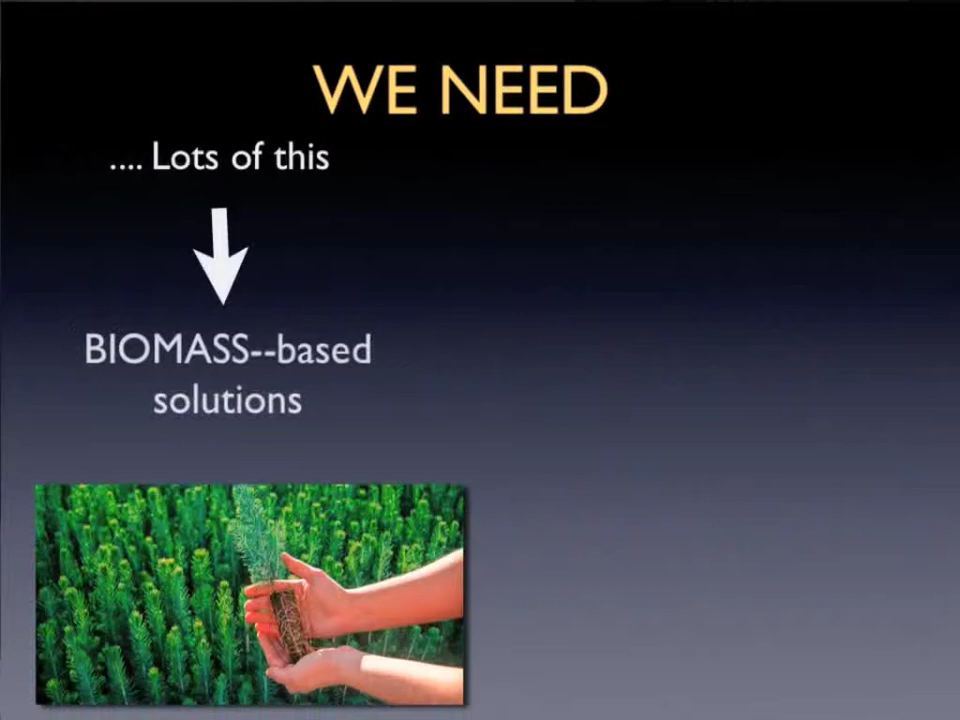 WE NEED
.... Lots of this
BIOMASS--based
solutions